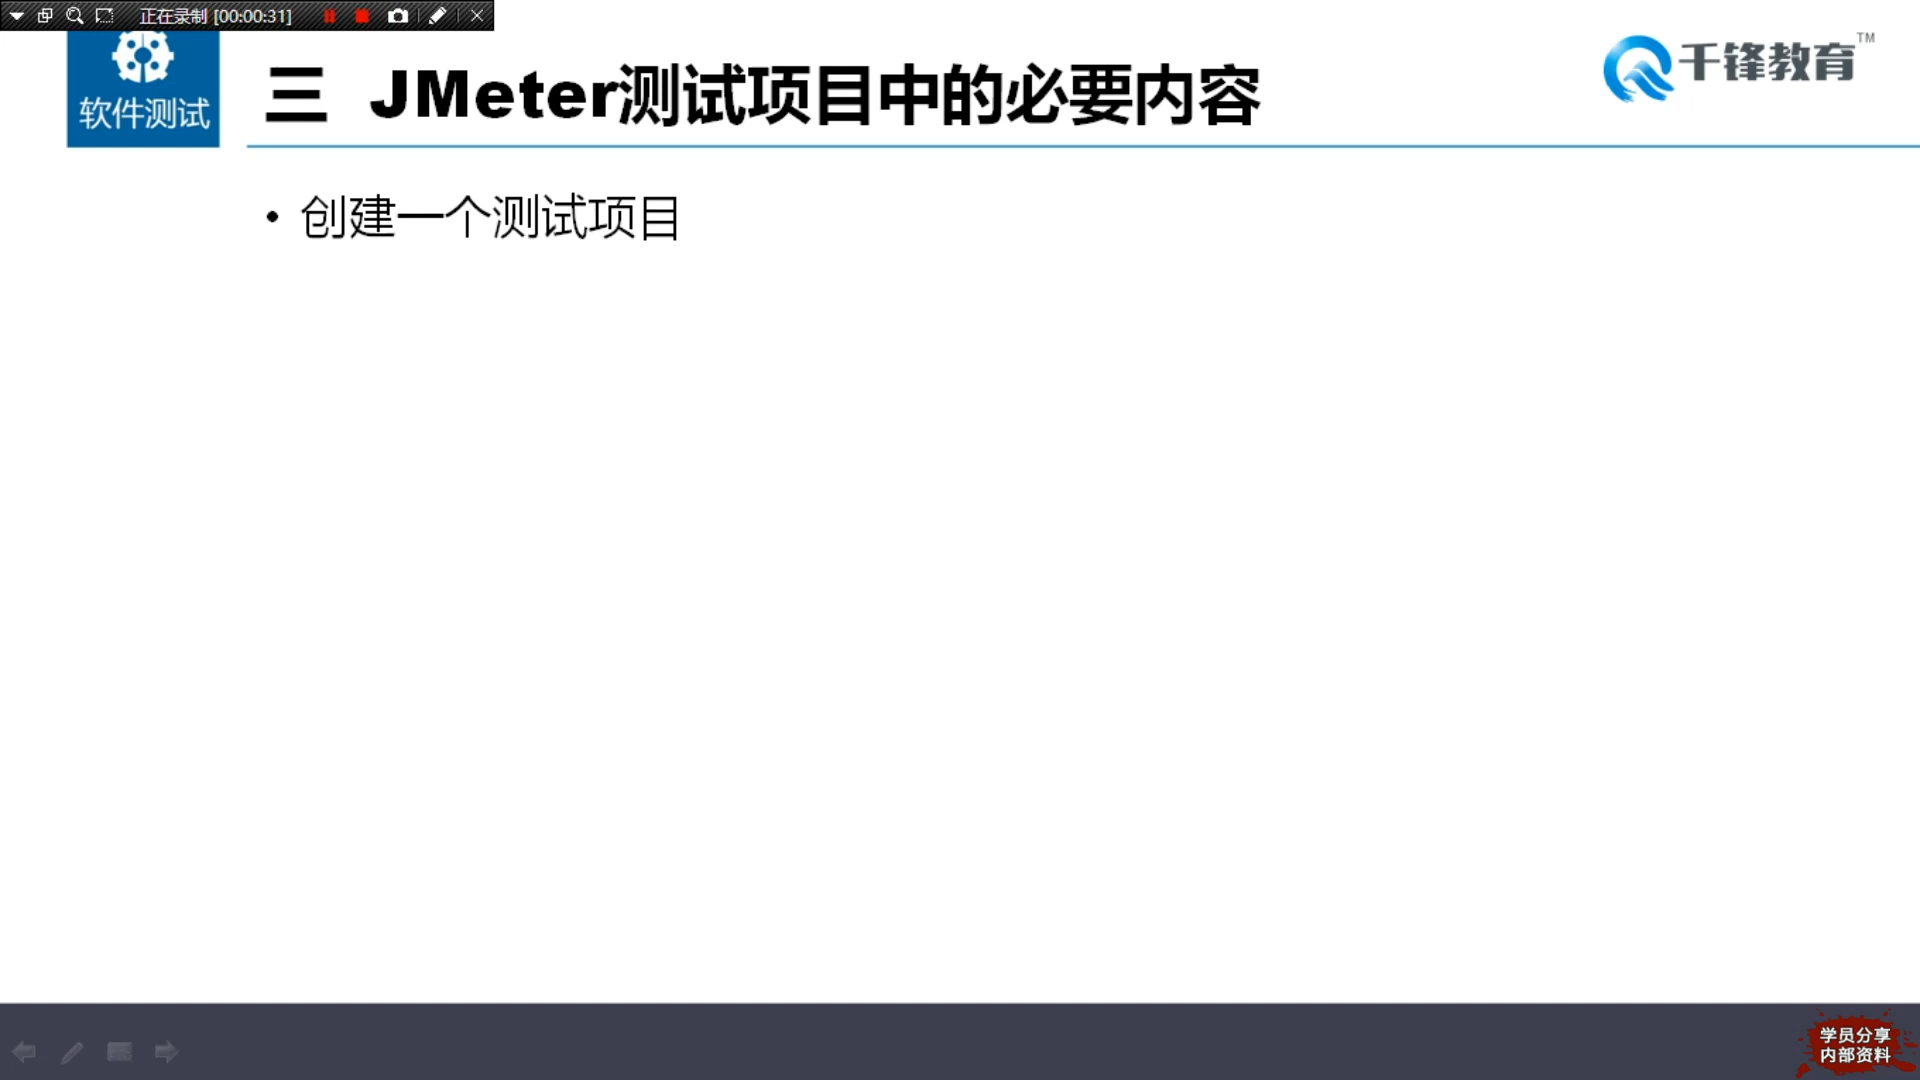 正在录制 [00:00:31]
软件测试
三 JMeter测试项目中的必要内容
千锋教育™
• 创建一个测试项目
学员分享
内部资料